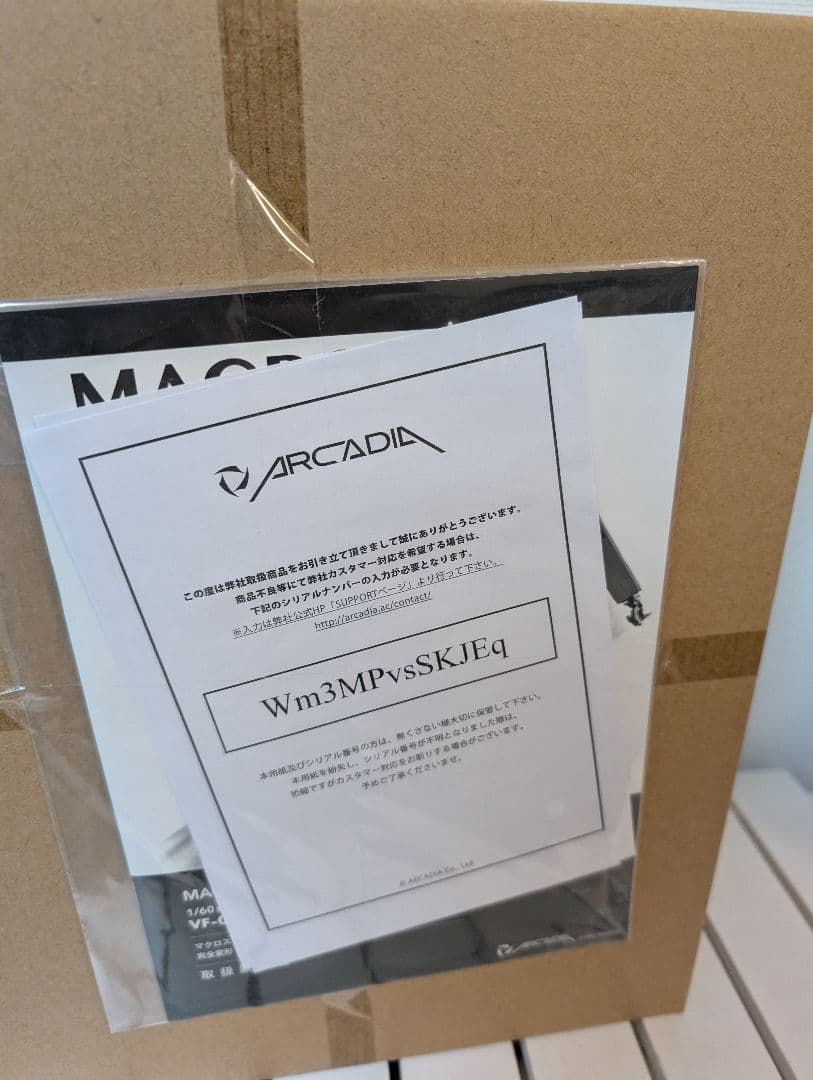 ARCADIA
この度は弊社取扱商品をお引き立て頂きまして誠にありがとうございます。
商品不良等にて弊社カスタマー対応を希望する場合は、
下記のシリアルナンバーの入力が必要となります。
※入力は弊社公式HP「SUPPORTページ」より行って下さい。
http://arcadia.ac/contact/
Wm3MPvsSKJEq
本用紙及びシリアル番号の方は、無くさない様大切に保管して下さい。
本用紙を紛失し、シリアル番号が不明となりました際は、
恐縮ですがカスタマー対応をお断りする場合がございます。
予めご了承くださいませ。
© ARCADIA Co., Ltd
MA
1/60
VF-
マクロス
完全変形
取扱
ARCADIA